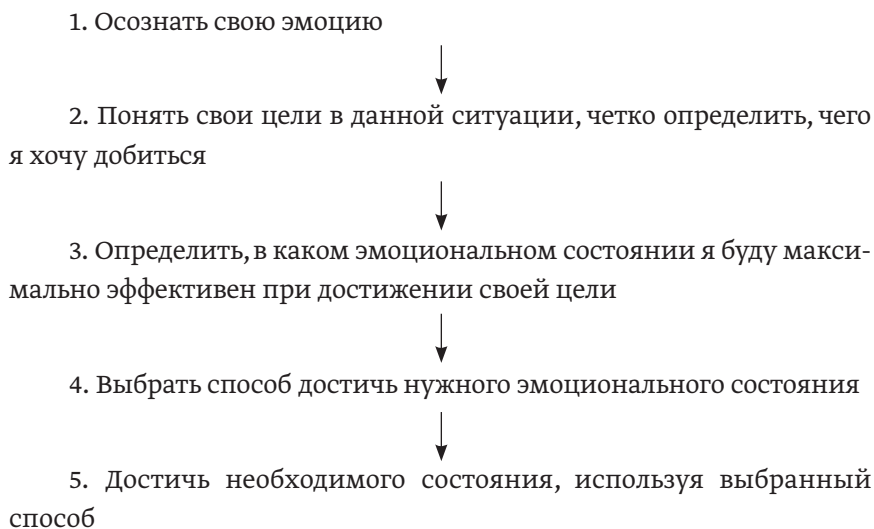 1. Осознать свою эмоцию
2. Понять свои цели в данной ситуации, четко определить, чего
я хочу добиться
3. Определить, в каком эмоциональном состоянии я буду макси-
мально эффективен при достижении своей цели
4. Выбрать способ достичь нужного эмоционального состояния
5. Достичь необходимого состояния, используя выбранный
способ